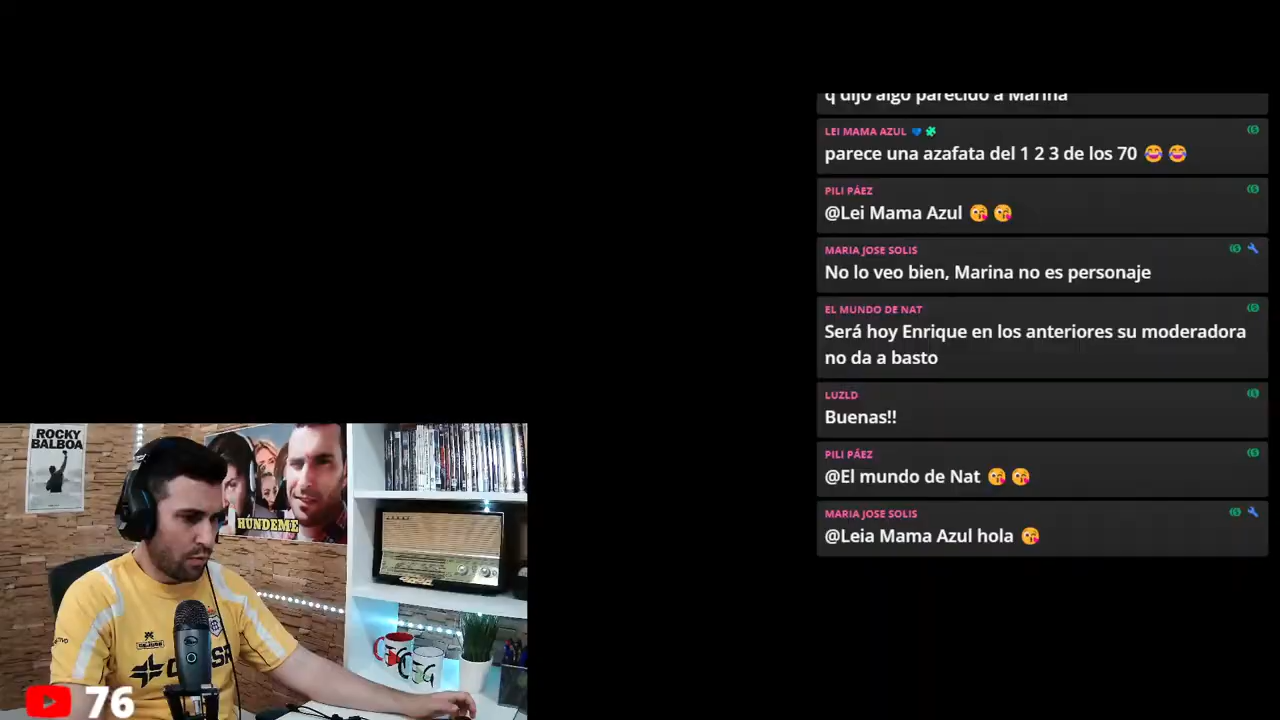 q dijo algo parecido a Marina
LEI MAMA AZUL 💙
parece una azafata del 1 2 3 de los 70 😂 😂
PILI PÁEZ
@Lei Mama Azul 😘 😘
MARIA JOSE SOLIS
No lo veo bien, Marina no es personaje
EL MUNDO DE NAT
Será hoy Enrique en los anteriores su moderadora
no da a basto
LUZLD
Buenas!!
PILI PÁEZ
@El mundo de Nat 😘 😘
MARIA JOSE SOLIS
@Leia Mama Azul hola 😘
ROCKY
BALBOA
HÚNDEME
76